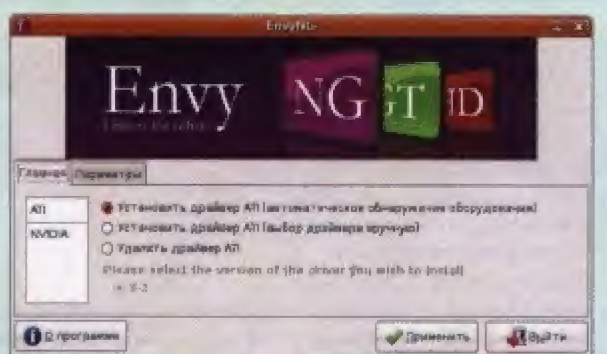 EnvyNG
Envy NG GT ND
Главная Параметры
ATI
NVIDIA
Установить драйвер ATI (автоматическое обнаружение оборудования)
Установить драйвер ATI (выбор драйвера вручную)
Удалить драйвер ATI
Please select the version of the driver you wish to install
О программе
Применить
Выйти